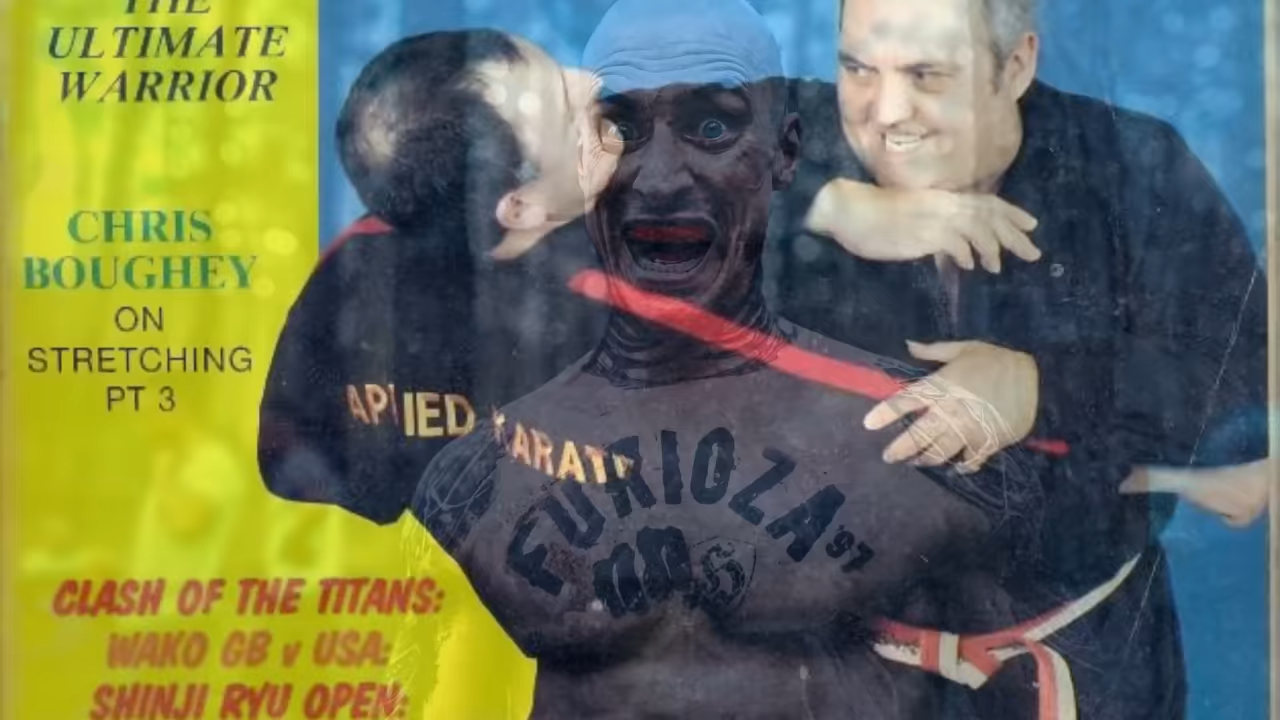 THE
ULTIMATE
WARRIOR
CHRIS
BOUGHEY
ON
STRETCHING
PT 3
KARATE
FURIOZA
97
CLASH OF THE TITANS:
WAKO GB v USA:
SHINJI RYU OPEN: